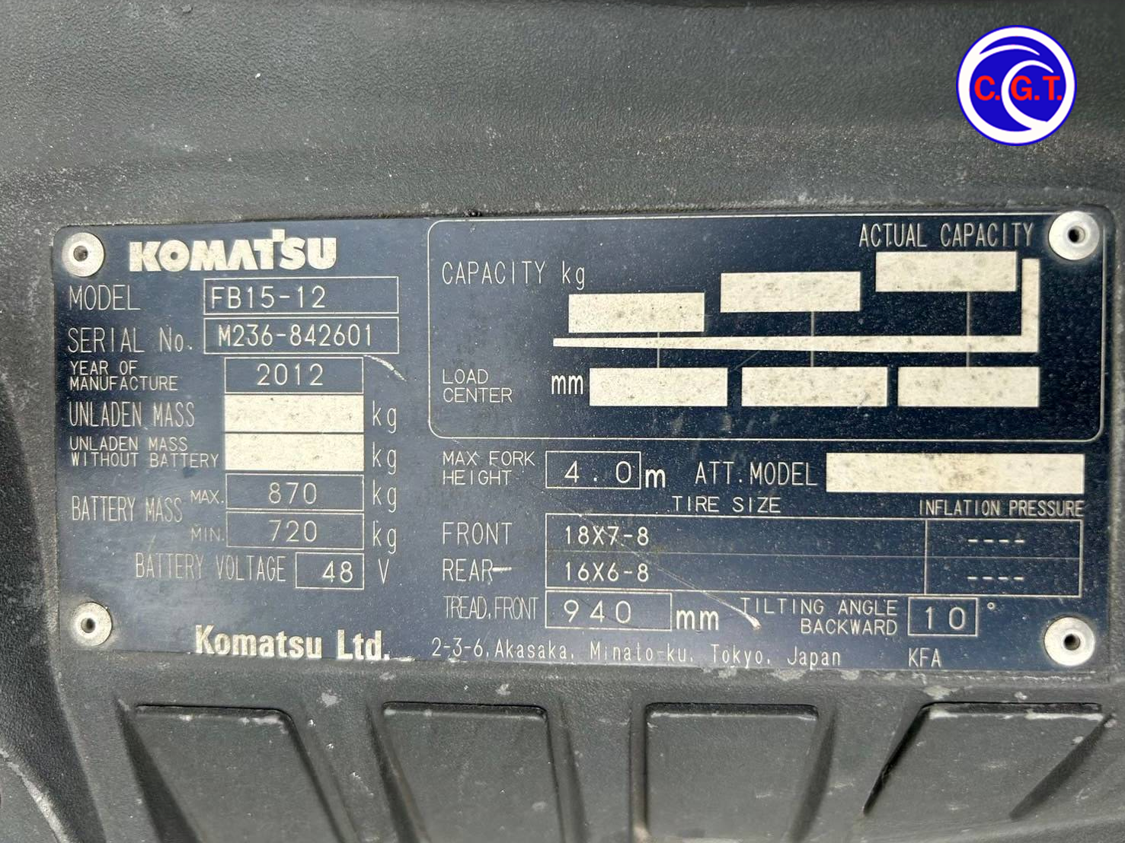 C.G.T.
KOMATSU
MODEL FB15-12
SERIAL No. M236-842601
YEAR OF
MANUFACTURE 2012
UNLADEN MASS kg
UNLADEN MASS
WITHOUT BATTERY kg
BATTERY MASS MAX. 870 kg
MIN. 720 kg
BATTERY VOLTAGE 48 V
Komatsu Ltd.
ACTUAL CAPACITY
CAPACITY kg
LOAD
CENTER mm
MAX FORK
HEIGHT 4.0 m ATT. MODEL
TIRE SIZE INFLATION PRESSURE
FRONT 18X7-8 ----
REAR 16X6-8 ----
TREAD,FRONT 940 mm TILTING ANGLE
BACKWARD 10°
2-3-6, Akasaka, Minato-ku, Tokyo, Japan KFA